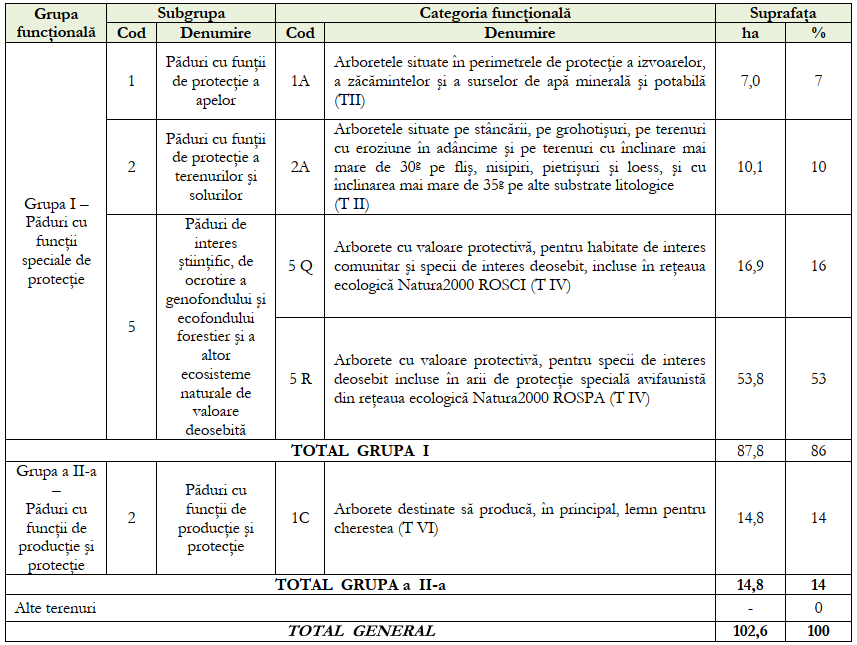 Grupa funcțională Subgrupa Categoria funcțională Suprafața
Cod Denumire Cod Denumire ha %
Grupa I –
Păduri cu
funcții
speciale de
protecție
1
Păduri cu funții
de protecție a
apelor
1A
Arboretele situate în perimetrele de protecție a izvoarelor,
a zăcămintelor și a surselor de apă minerală și potabilă
(TII)
7,0 7
2
Păduri cu funții
de protecție a
terenurilor și
solurilor
2A
Arboretele situate pe stâncării, pe grohotișuri, pe terenuri
cu eroziune în adâncime și pe terenuri cu înclinare mai
mare de 30g pe fliș, nisipiri, pietrișuri și loess, și cu
înclinarea mai mare de 35g pe alte substrate litologice
(T II)
10,1 10
5
Păduri de
interes
științific, de
ocrotire a
genofondului și
ecofondului
forestier și a
altor
ecosisteme
naturale de
valoare
deosebită
5 Q
Arborete cu valoare protectivă, pentru habitate de interes
comunitar și specii de interes deosebit, incluse în rețeaua
ecologică Natura2000 ROSCI (T IV)
16,9 16
5 R
Arborete cu valoare protectivă, pentru specii de interes
deosebit incluse în arii de protecție specială avifaunistă
din rețeaua ecologică Natura2000 ROSPA (T IV)
53,8 53
TOTAL GRUPA I 87,8 86
Grupa a II-a
–
Păduri cu
funcții de
producție și
protecție
2
Păduri cu
funcții de
producție și
protecție
1C
Arborete destinate să producă, în principal, lemn pentru
cherestea (T VI)
14,8 14
TOTAL GRUPA a II-a 14,8 14
Alte terenuri - 0
TOTAL GENERAL 102,6 100